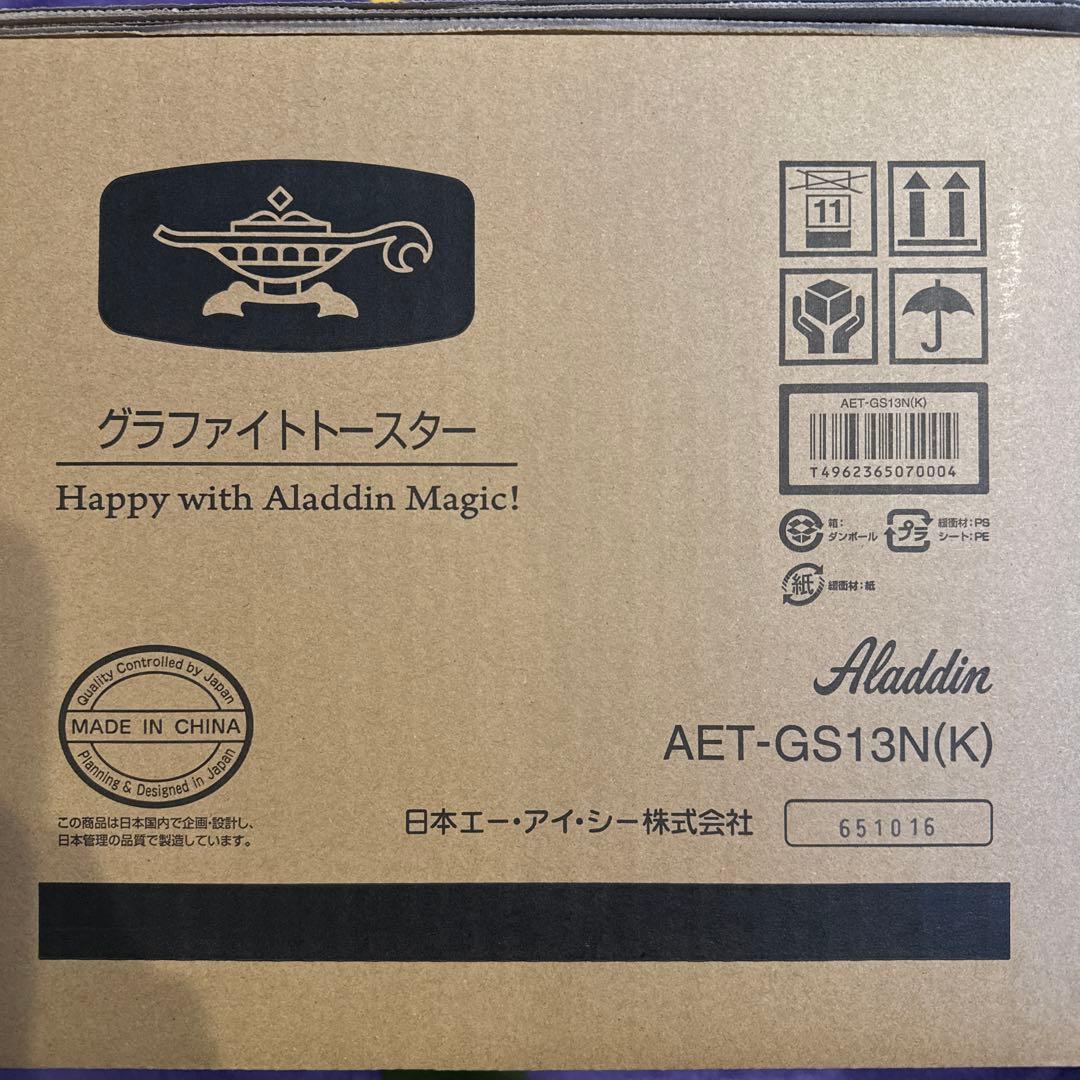 グラファイトトースター
Happy with Aladdin Magic!
11
AET-GS13N(K)
T4962365070004
箱:
ダンボール
プラ
緩衝材:PS
シート:PE
紙
緩衝材:紙
Quality Controlled by Japan
MADE IN CHINA
Planning & Designed in Japan
この商品は日本国内で企画・設計し、
日本管理の品質で製造しています。
Aladdin
AET-GS13N(K)
日本エー・アイ・シー株式会社
651016